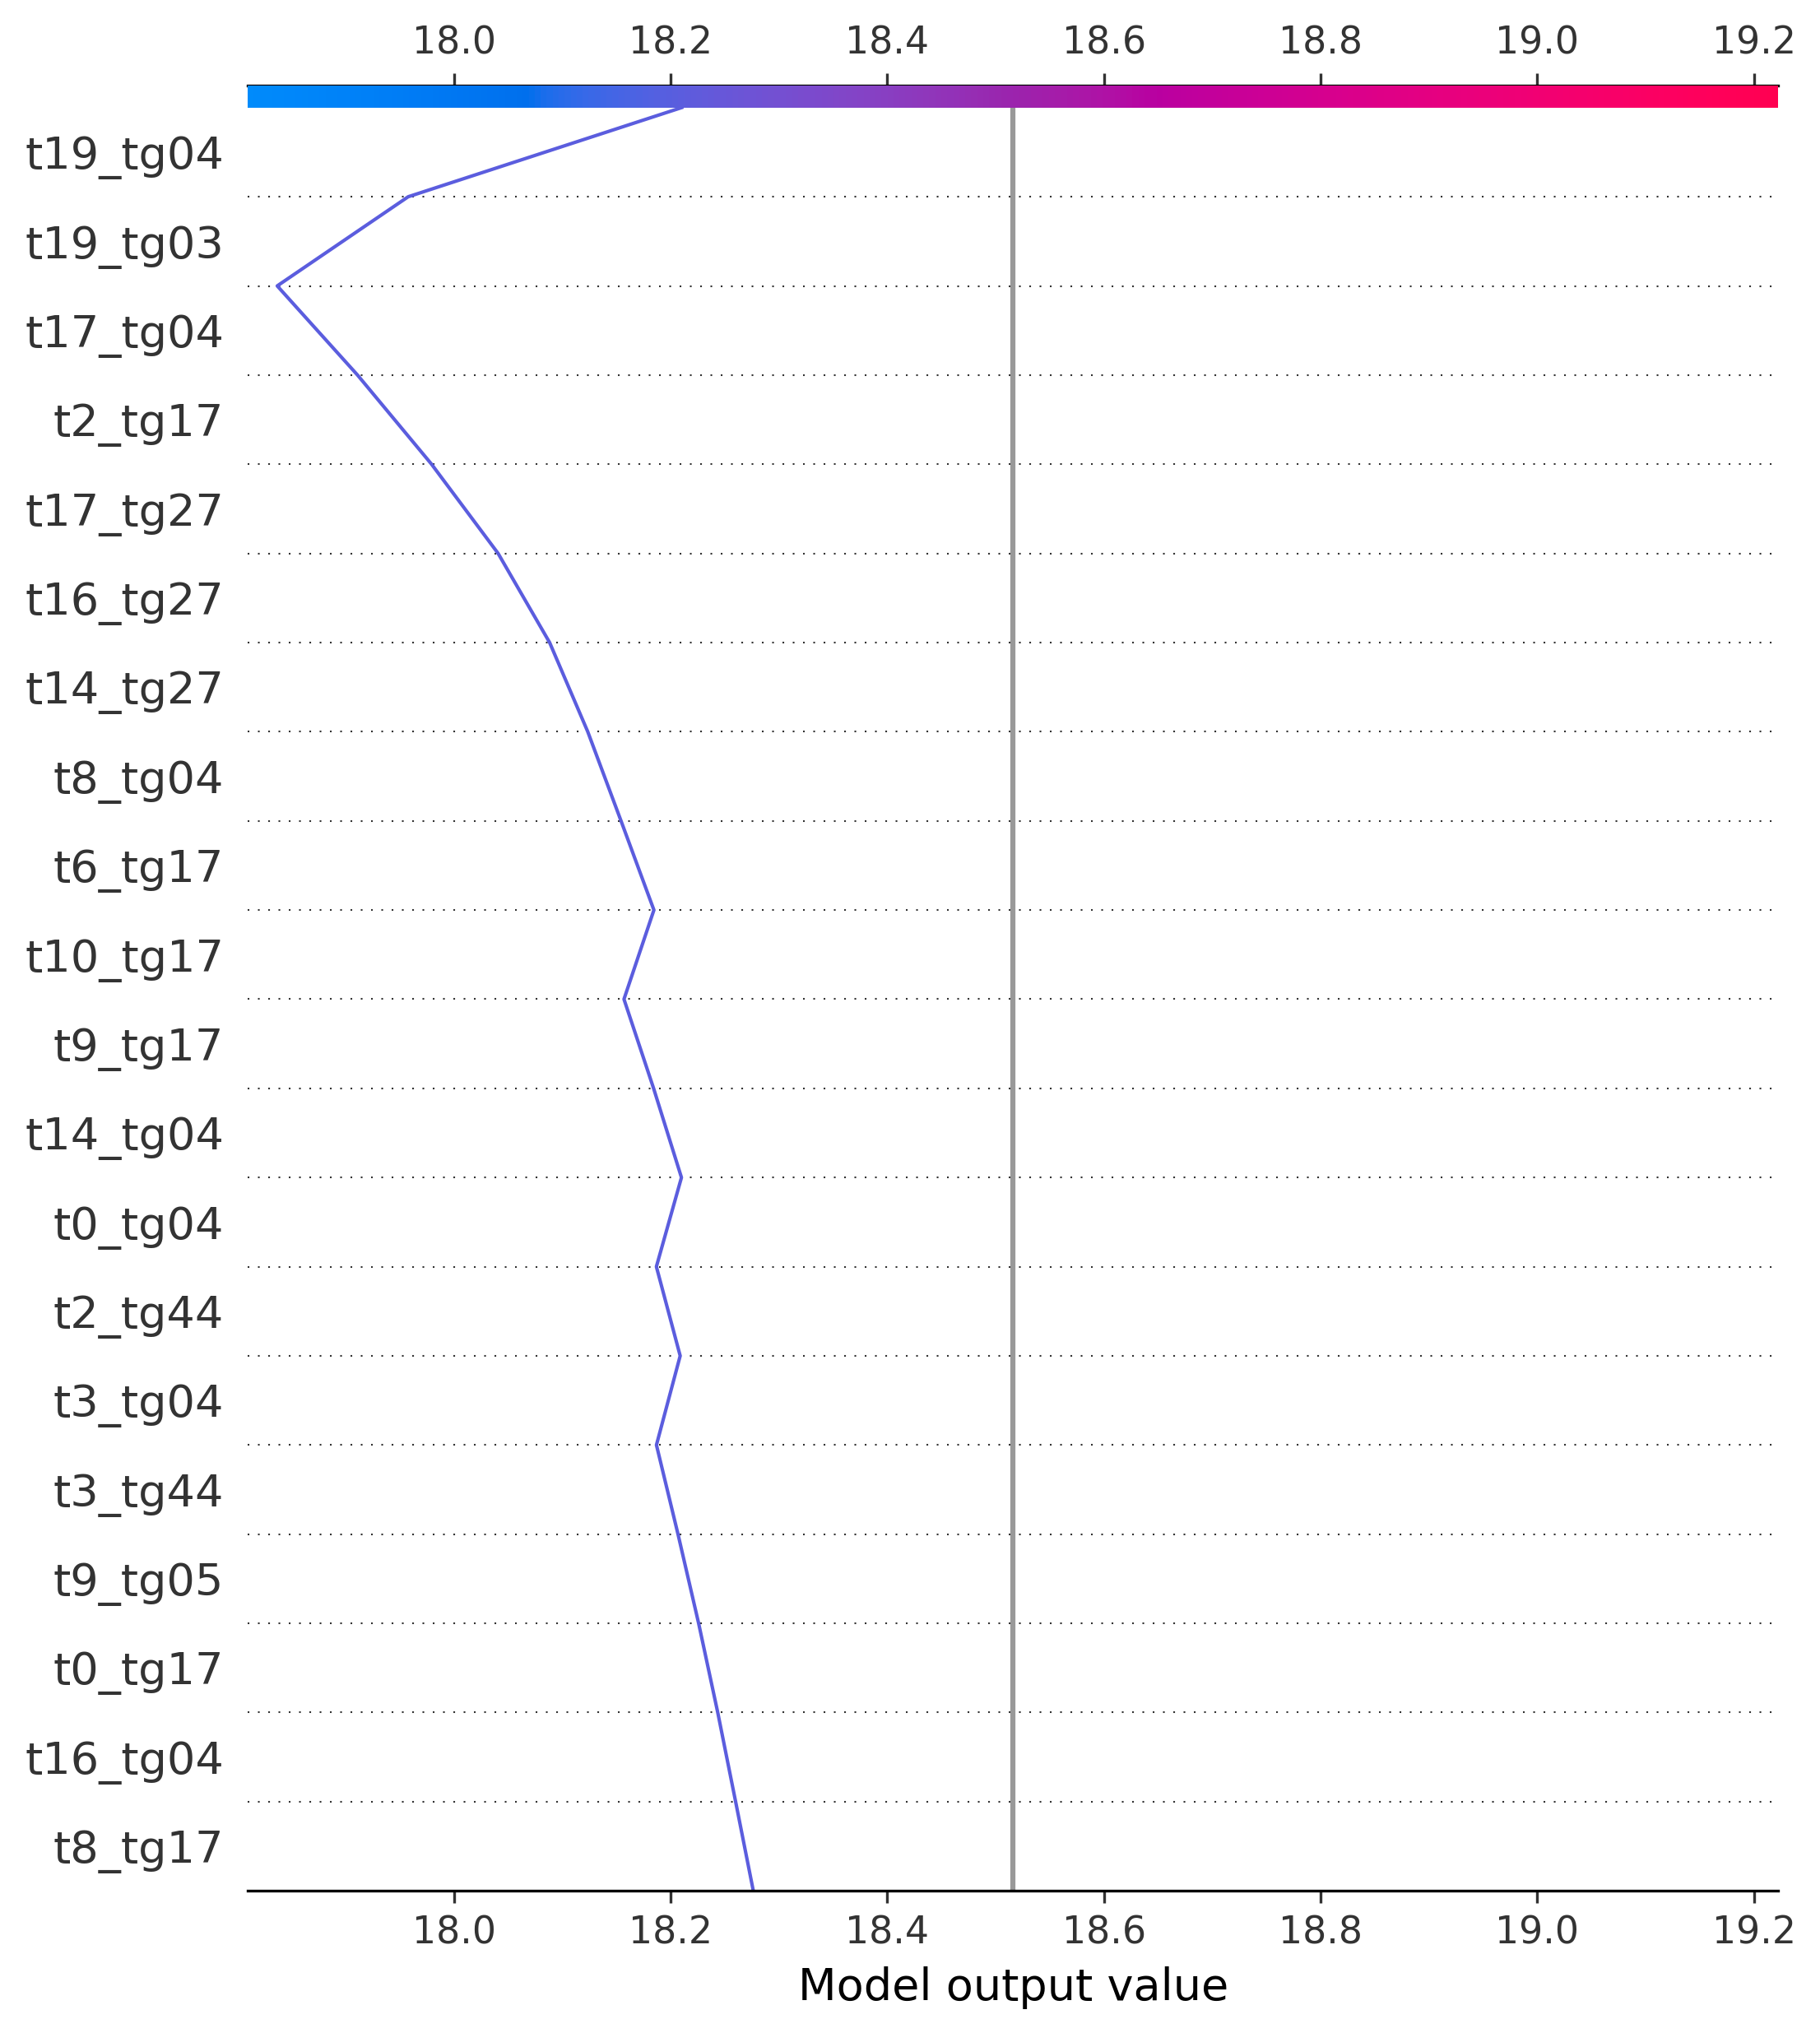 18.0 18.2 18.4 18.6 18.8 19.0 19.2
t19_tg04
t19_tg03
t17_tg04
t2_tg17
t17_tg27
t16_tg27
t14_tg27
t8_tg04
t6_tg17
t10_tg17
t9_tg17
t14_tg04
t0_tg04
t2_tg44
t3_tg04
t3_tg44
t9_tg05
t0_tg17
t16_tg04
t8_tg17
18.0 18.2 18.4 18.6 18.8 19.0 19.2
Model output value